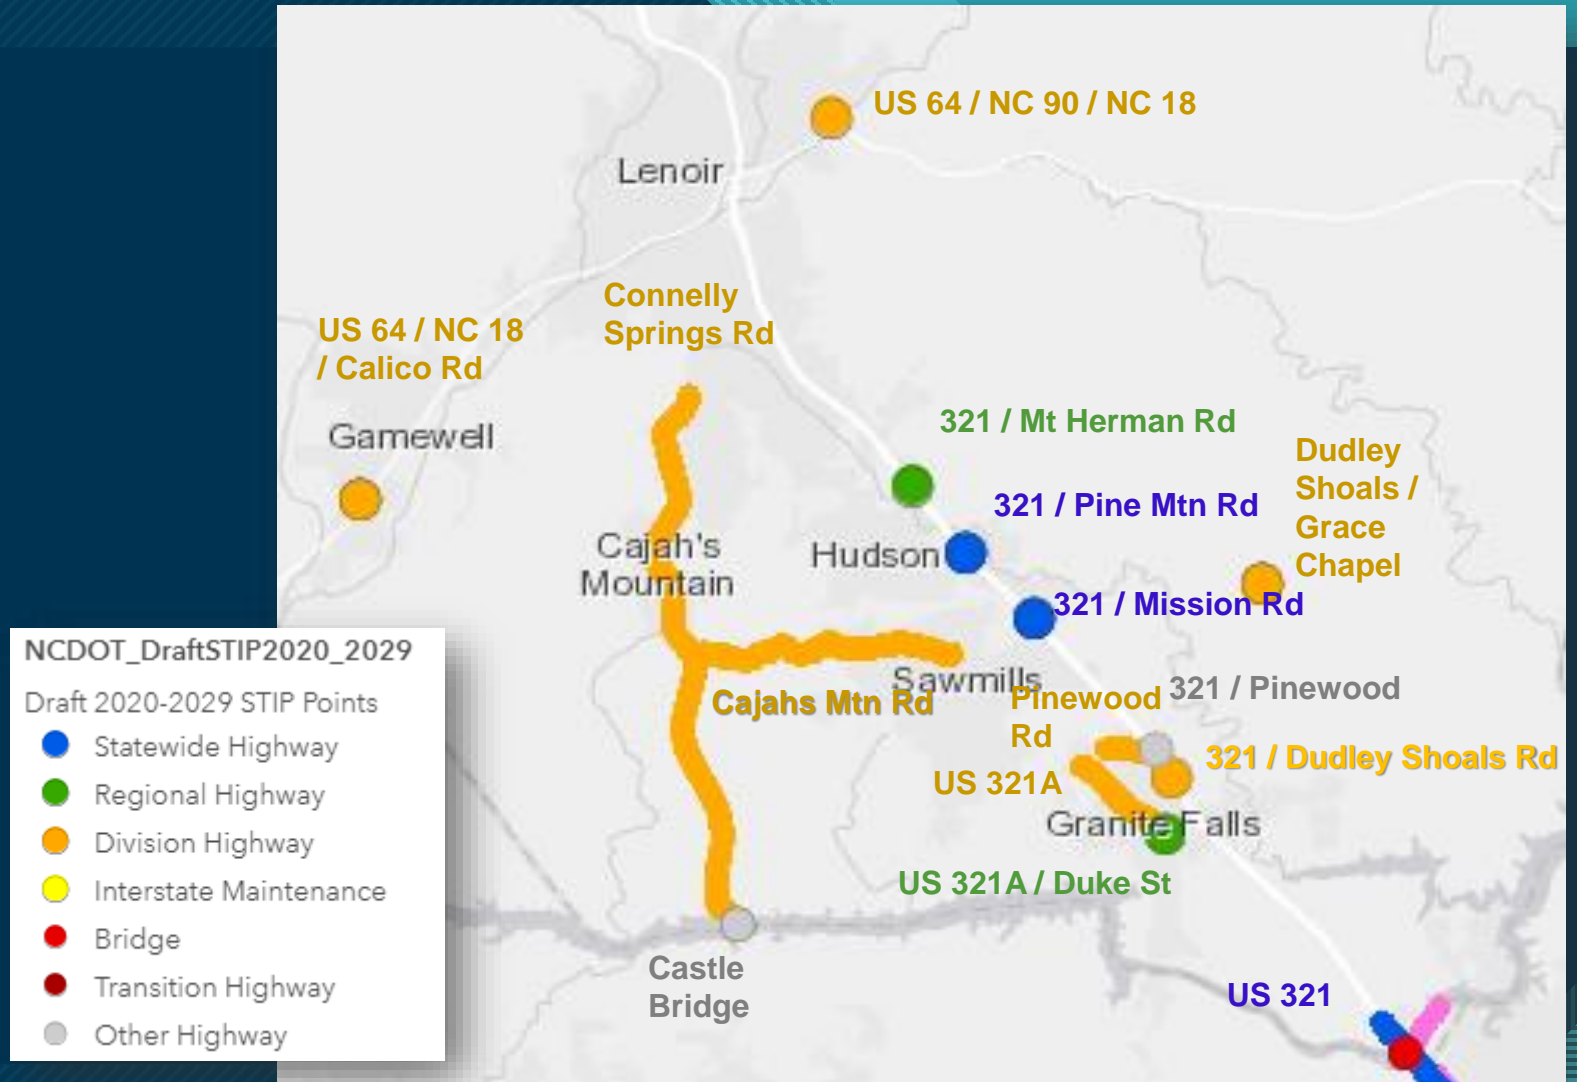 US 64 / NC 90 / NC 18
Lenoir
Connelly
Springs Rd
US 64 / NC 18
/ Calico Rd
Gamewell
321 / Mt Herman Rd
Dudley
Shoals /
Grace
Chapel
321 / Pine Mtn Rd
Cajah's
Mountain
Hudson
321 / Mission Rd
Sawmills
Cajahs Mtn Rd
Pinewood
Rd
321 / Pinewood
321 / Dudley Shoals Rd
US 321A
Granite Falls
US 321A / Duke St
Castle
Bridge
US 321
NCDOT_DraftSTIP2020_2029
Draft 2020-2029 STIP Points
Statewide Highway
Regional Highway
Division Highway
Interstate Maintenance
Bridge
Transition Highway
Other Highway